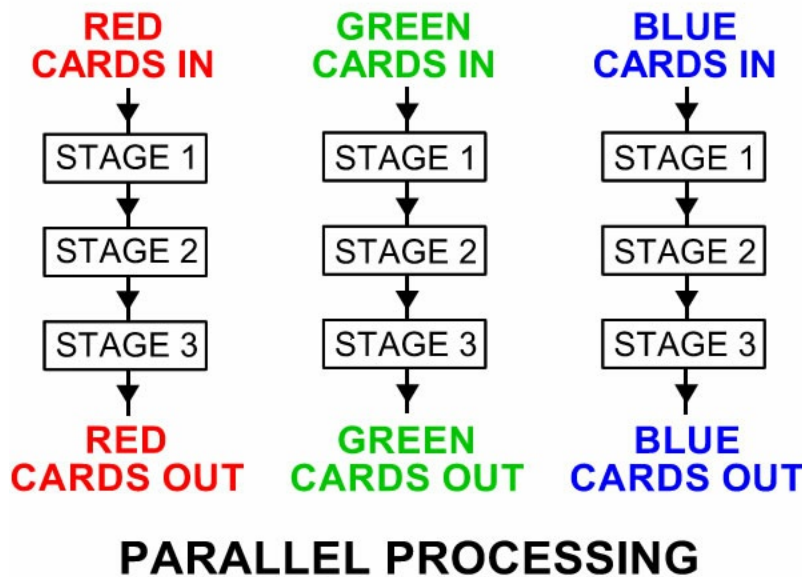 RED
CARDS IN
STAGE 1
STAGE 2
STAGE 3
RED
CARDS OUT
GREEN
CARDS IN
STAGE 1
STAGE 2
STAGE 3
GREEN
CARDS OUT
BLUE
CARDS IN
STAGE 1
STAGE 2
STAGE 3
BLUE
CARDS OUT
PARALLEL PROCESSING